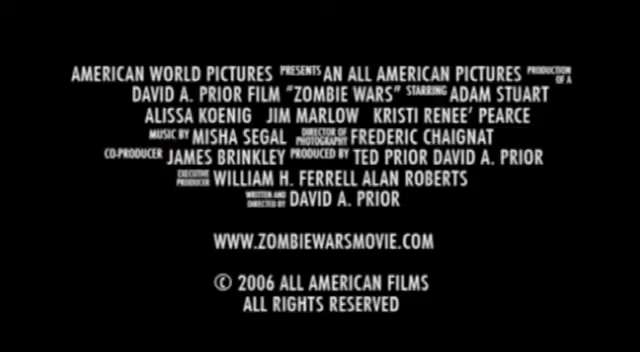 AMERICAN WORLD PICTURES PRESENTS AN ALL AMERICAN PICTURES PRODUCTION OF A
DAVID A. PRIOR FILM "ZOMBIE WARS" STARRING ADAM STUART
ALISSA KOENIG JIM MARLOW KRISTI RENEE' PEARCE
MUSIC BY MISHA SEGAL DIRECTOR OF PHOTOGRAPHY FREDERIC CHAIGNAT
CO-PRODUCER JAMES BRINKLEY PRODUCED BY TED PRIOR DAVID A. PRIOR
EXECUTIVE PRODUCER WILLIAM H. FERRELL ALAN ROBERTS
WRITTEN AND DIRECTED BY DAVID A. PRIOR
WWW.ZOMBIEWARSMOVIE.COM
© 2006 ALL AMERICAN FILMS
ALL RIGHTS RESERVED